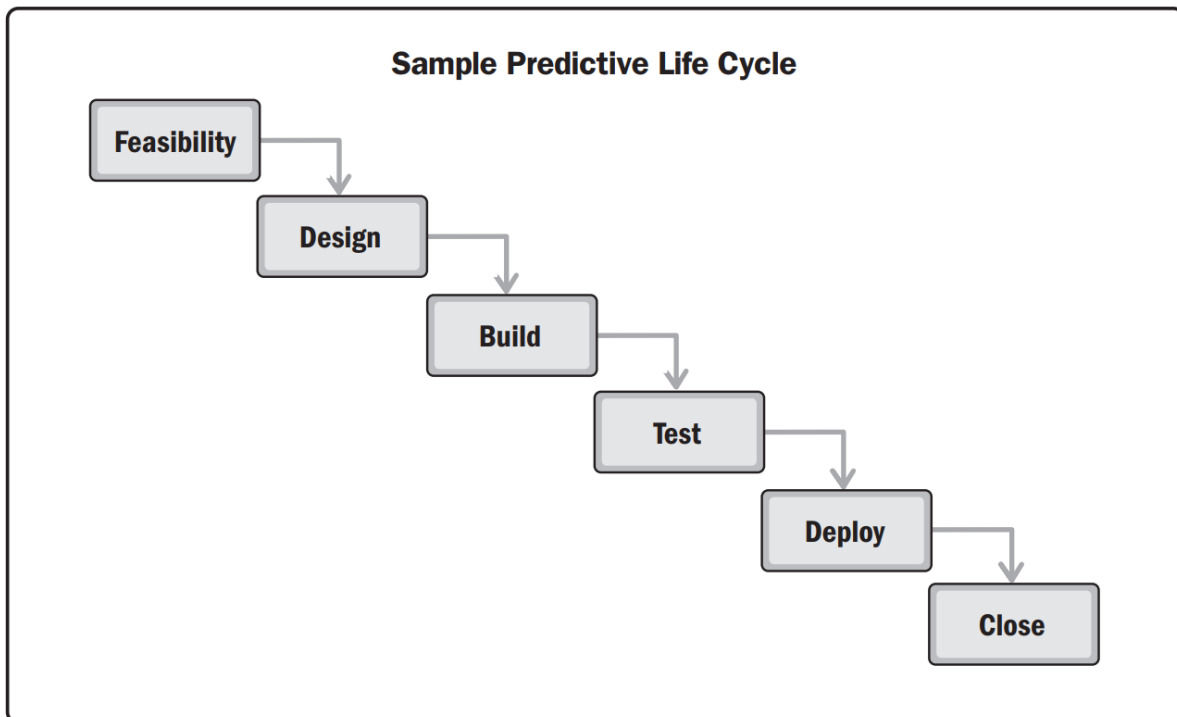 Sample Predictive Life Cycle
Feasibility
Design
Build
Test
Deploy
Close